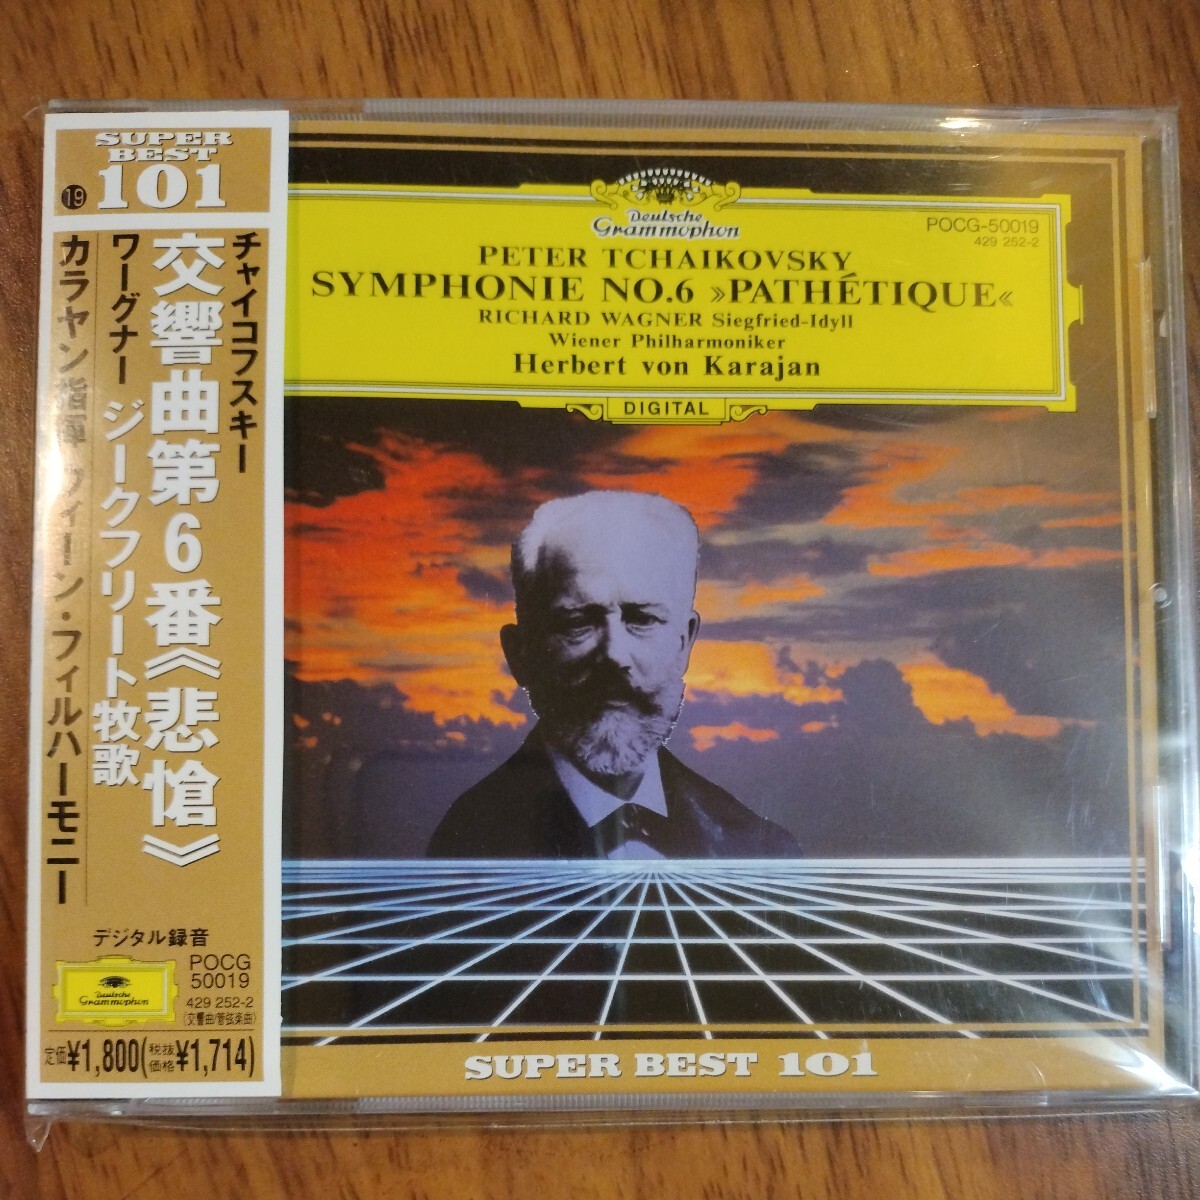 SUPER
BEST
101
19
チャイコフスキー
交響曲第6番《悲愴》
ワーグナー ジークフリート牧歌
カラヤン指揮 ウィーン・フィルハーモニー
デジタル録音
Deutsche
Grammophon
POCG
50019
429 252-2
(交響曲/管弦楽曲)
定価¥1,800(税抜価格¥1,714)
Deutsche
Grammophon
POCG-50019
429 252-2
PETER TCHAIKOVSKY
SYMPHONIE NO.6 »PATHÉTIQUE«
RICHARD WAGNER Siegfried-Idyll
Wiener Philharmoniker
Herbert von Karajan
DIGITAL
SUPER BEST 101